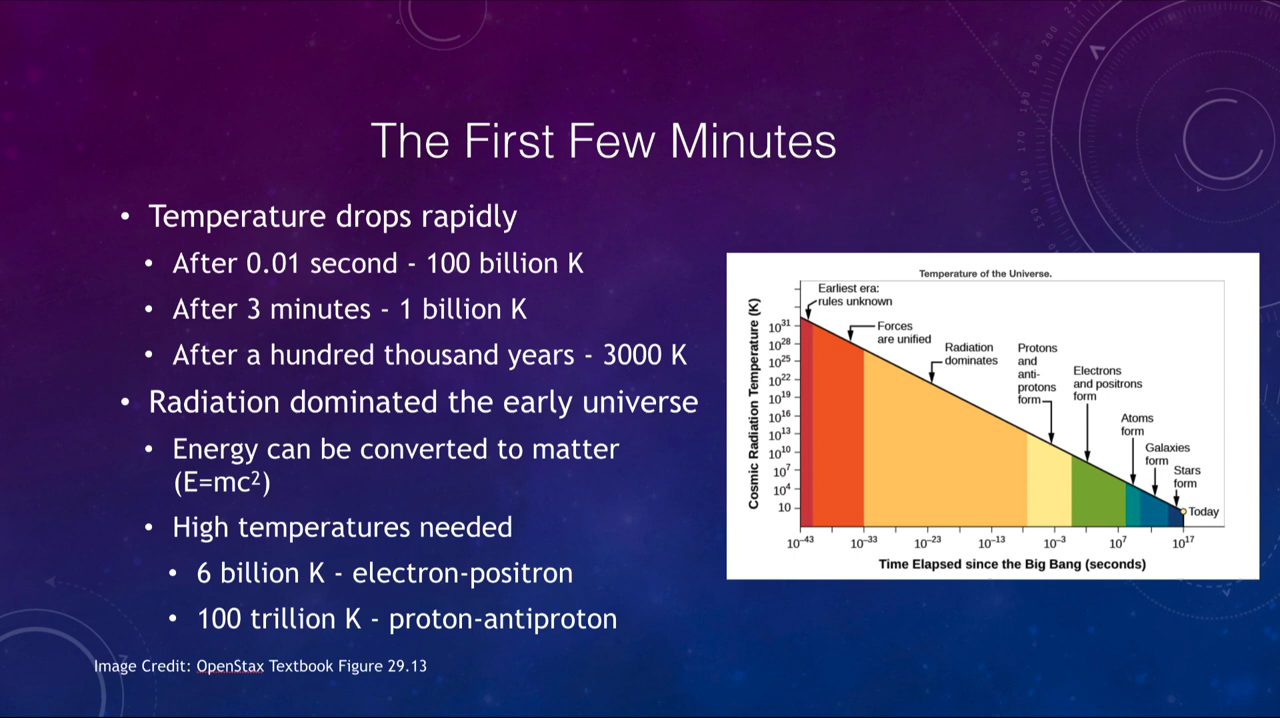 The First Few Minutes
• Temperature drops rapidly
• After 0.01 second - 100 billion K
• After 3 minutes - 1 billion K
• After a hundred thousand years - 3000 K
• Radiation dominated the early universe
• Energy can be converted to matter
(E=mc²)
• High temperatures needed
• 6 billion K - electron-positron
• 100 trillion K - proton-antiproton
Image Credit: OpenStax Textbook Figure 29.13
Temperature of the Universe.
Cosmic Radiation Temperature (K)
10³¹
10²⁸
10²⁵
10²²
10¹⁹
10¹⁶
10¹³
10¹⁰
10⁷
10⁴
10
Earliest era:
rules unknown
Forces
are unified
Radiation
dominates
Protons
and
anti-
protons
form
Electrons
and positrons
form
Atoms
form
Galaxies
form
Stars
form
Today
10⁻⁴³ 10⁻³³ 10⁻²³ 10⁻¹³ 10⁻³ 10⁷ 10¹⁷
Time Elapsed since the Big Bang (seconds)
150
160
170
180
190
200